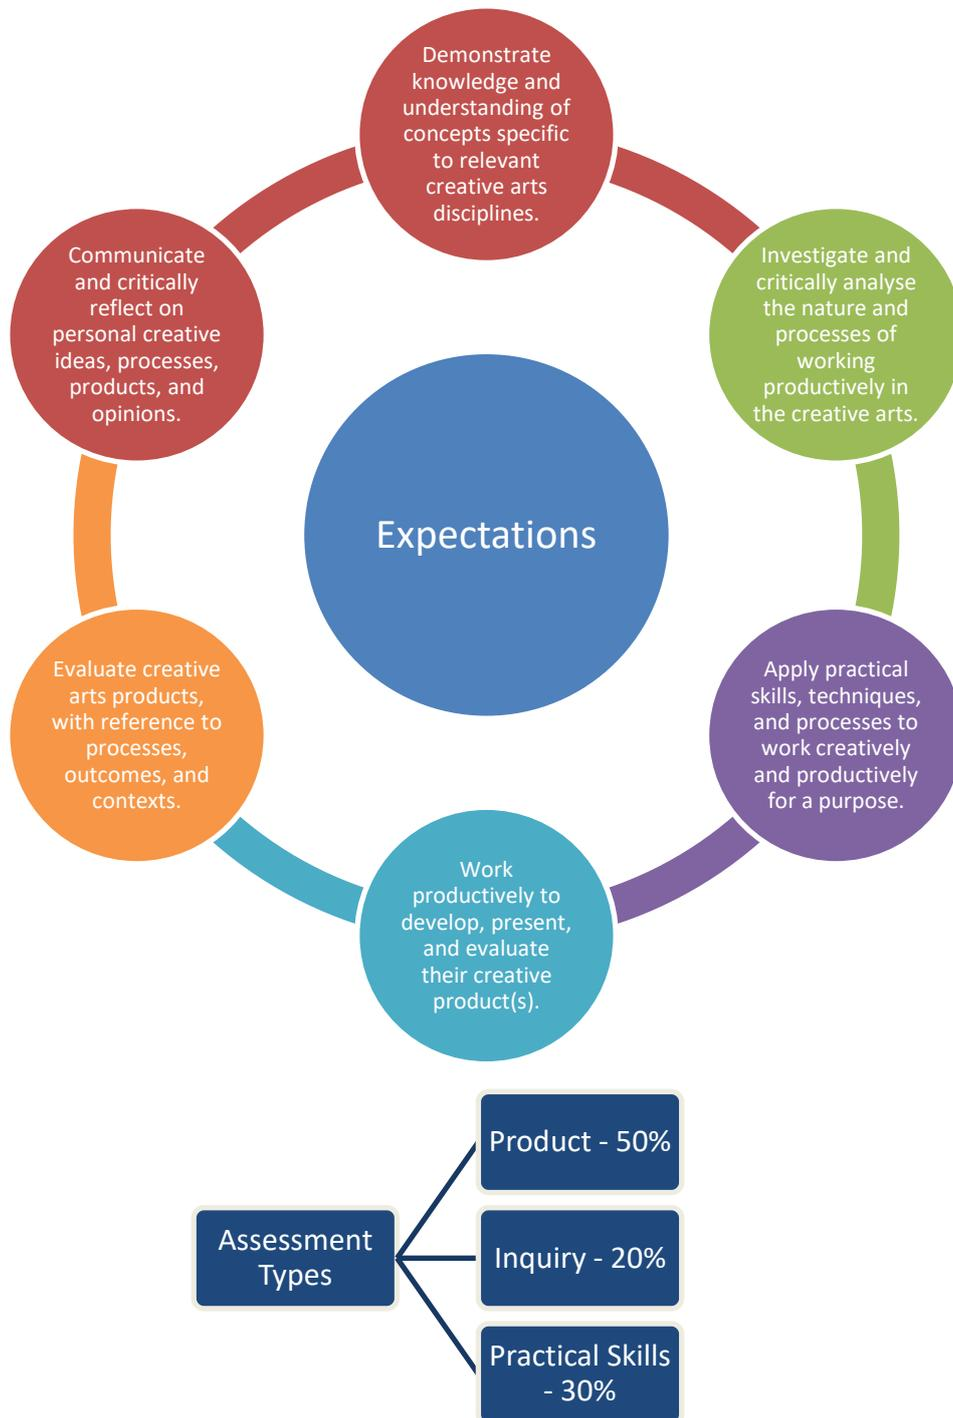 Demonstrate
knowledge and
understanding of
concepts specific
to relevant
creative arts
disciplines.
Investigate and
critically analyse
the nature and
processes of
working
productively in
the creative arts.
Apply practical
skills, techniques,
and processes to
work creatively
and productively
for a purpose.
Work
productively to
develop, present,
and evaluate
their creative
product(s).
Evaluate creative
arts products,
with reference to
processes,
outcomes, and
contexts.
Communicate
and critically
reflect on
personal creative
ideas, processes,
products, and
opinions.
Expectations
Assessment
Types
Product - 50%
Inquiry - 20%
Practical Skills
- 30%